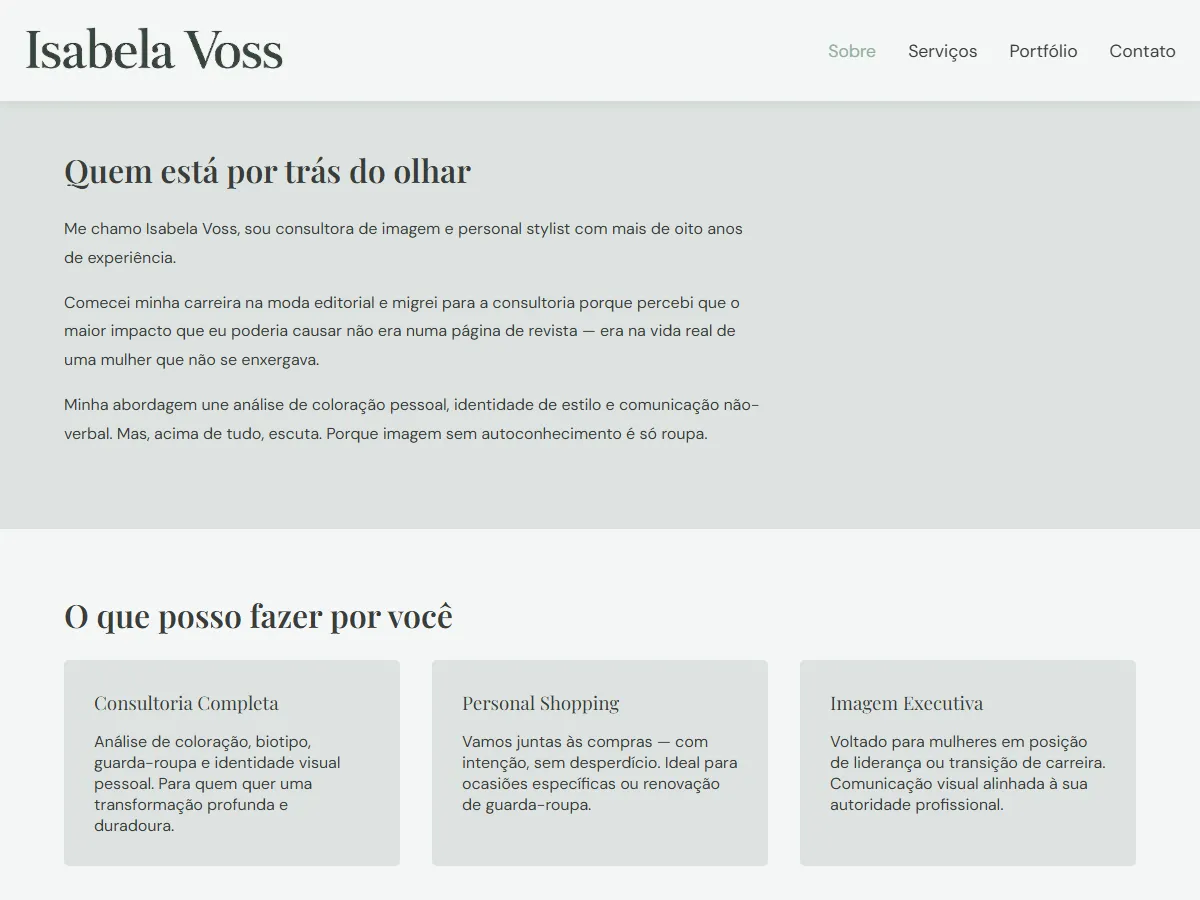 Isabela Voss
Sobre Serviços Portfólio Contato
Quem está por trás do olhar
Me chamo Isabela Voss, sou consultora de imagem e personal stylist com mais de oito anos
de experiência.
Comecei minha carreira na moda editorial e migrei para a consultoria porque percebi que o
maior impacto que eu poderia causar não era numa página de revista — era na vida real de
uma mulher que não se enxergava.
Minha abordagem une análise de coloração pessoal, identidade de estilo e comunicação não-
verbal. Mas, acima de tudo, escuta. Porque imagem sem autoconhecimento é só roupa.
O que posso fazer por você
Consultoria Completa
Análise de coloração, biotipo,
guarda-roupa e identidade visual
pessoal. Para quem quer uma
transformação profunda e
duradoura.
Personal Shopping
Vamos juntas às compras — com
intenção, sem desperdício. Ideal para
ocasiões específicas ou renovação
de guarda-roupa.
Imagem Executiva
Voltado para mulheres em posição
de liderança ou transição de carreira.
Comunicação visual alinhada à sua
autoridade profissional.